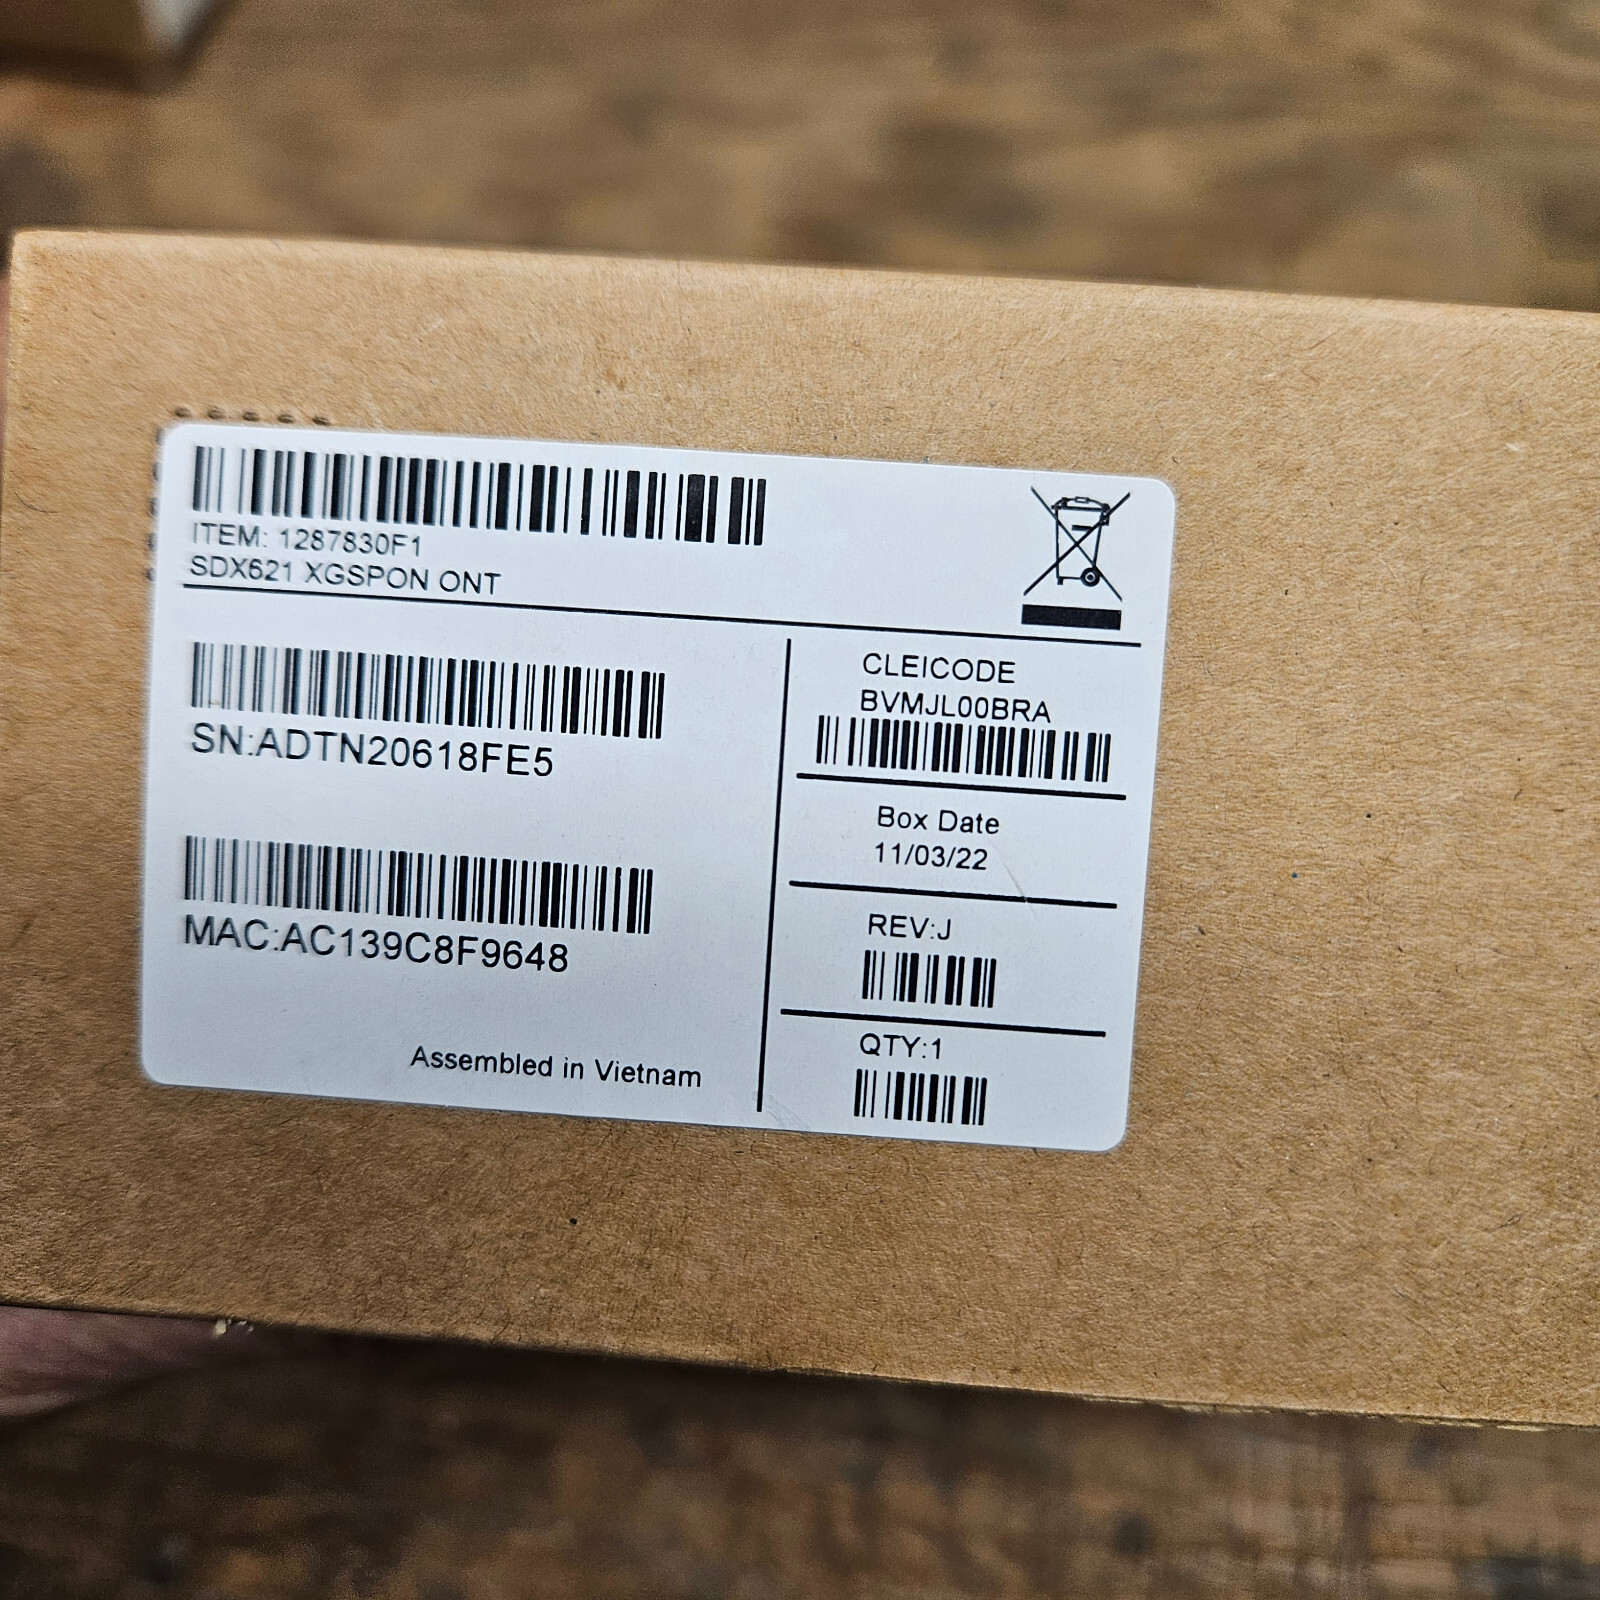 ITEM: 1287830F1
SDX621 XGSPON ONT
SN:ADTN20618FE5
MAC:AC139C8F9648
Assembled in Vietnam
CLEICODE
BVMJL00BRA
Box Date
11/03/22
REV:J
QTY:1